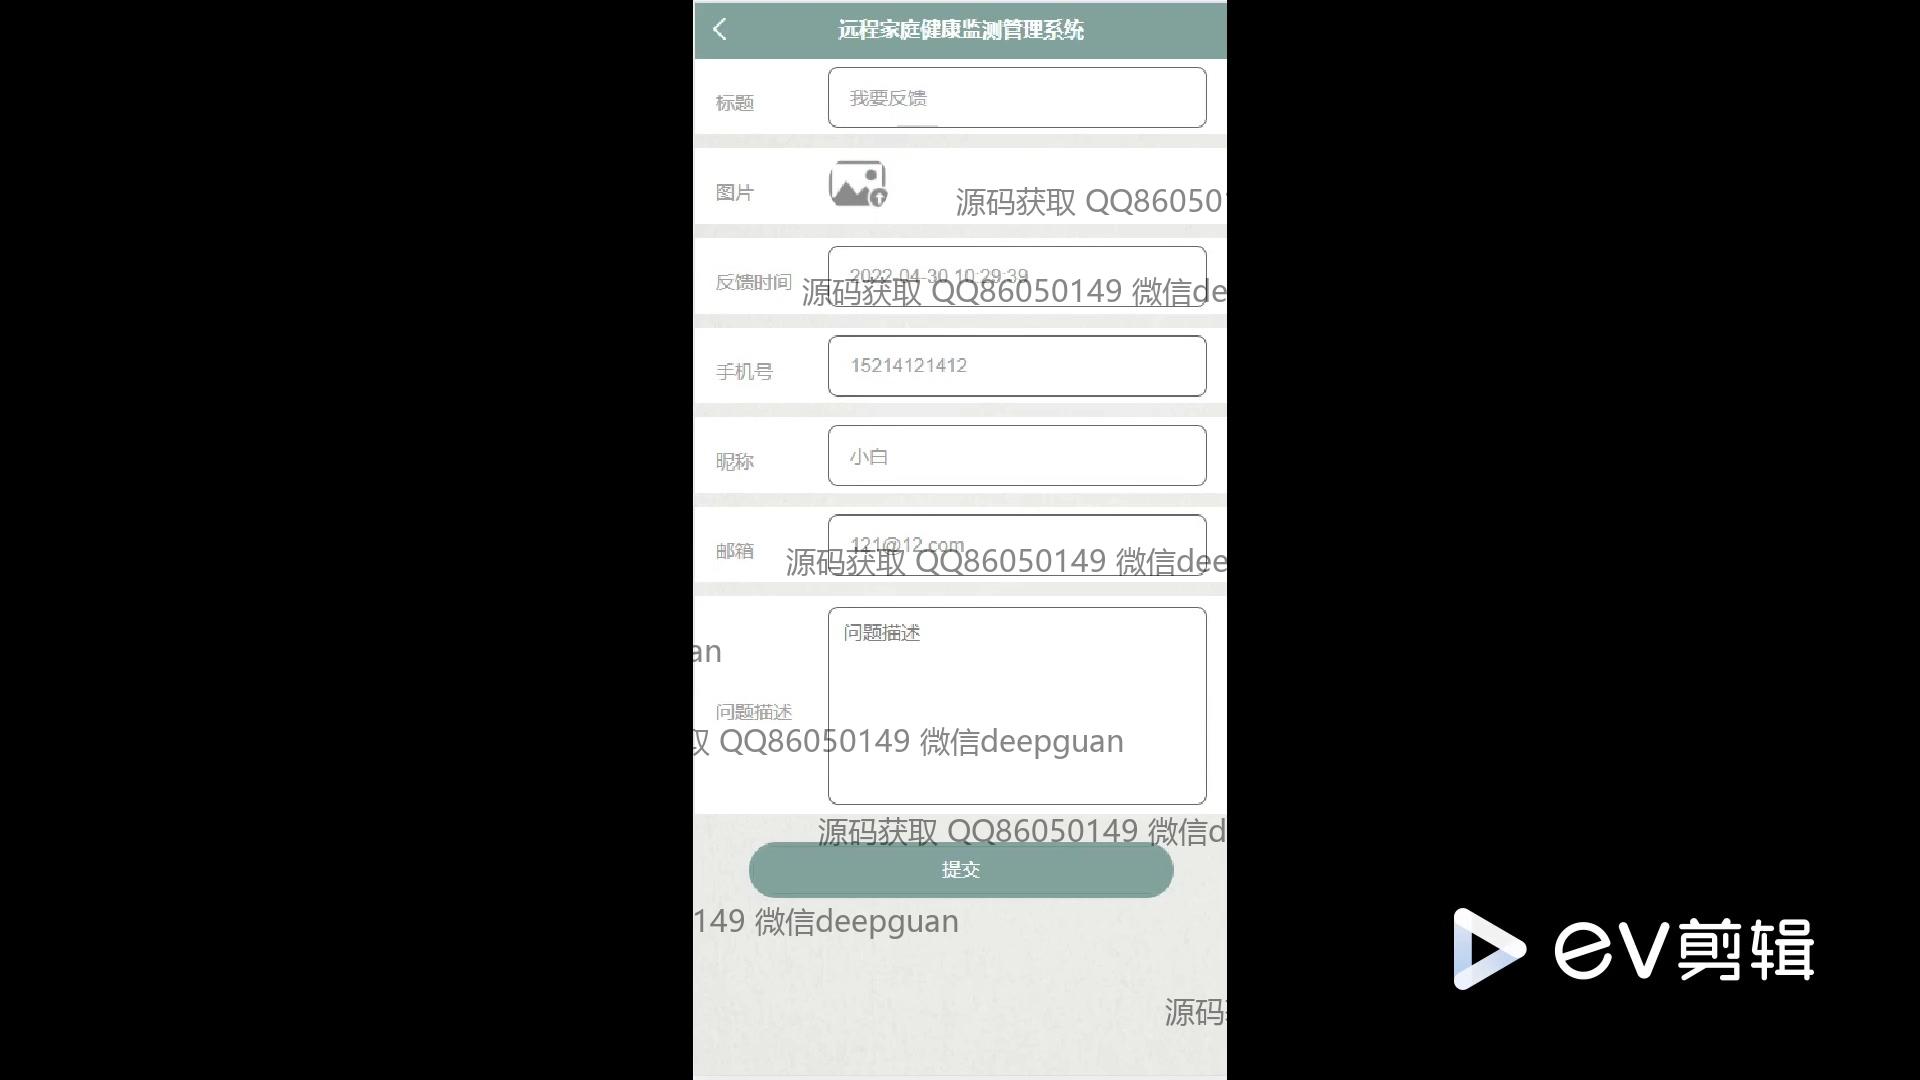 远程家庭健康监测管理系统
标题
我要反馈
图片
源码获取 QQ86050
反馈时间
2022-04-30 10:29:39
源码获取 QQ86050149 微信de
手机号
15214121412
昵称
小白
邮箱
121@12.com
源码获取 QQ86050149 微信dee
问题描述
an
问题描述
取 QQ86050149 微信deepguan
源码获取 QQ86050149 微信d
提交
149 微信deepguan
ev剪辑
源码